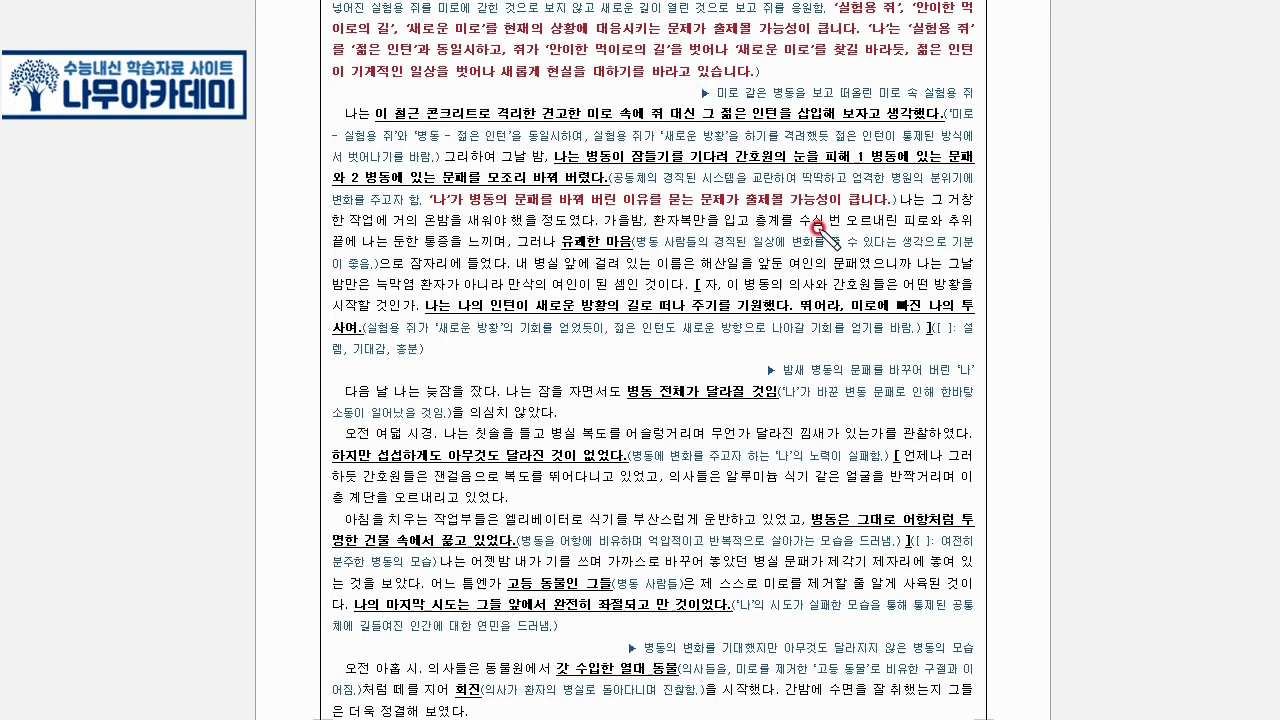 수능내신 학습자료 사이트
나무아카데미
넣어진 실험용 쥐를 미로에 갇힌 것으로 보지 않고 새로운 길이 열린 것으로 보고 쥐를 응원함. '실험용 쥐', '안이한 먹
이로의 길', '새로운 미로'를 현재의 상황에 대응시키는 문제가 출제될 가능성이 큽니다. '나'는 '실험용 쥐'
를 '젊은 인턴'과 동일시하고, 쥐가 '안이한 먹이로의 길'을 벗어나 '새로운 미로'를 찾길 바라듯, 젊은 인턴
이 기계적인 일상을 벗어나 새롭게 현실을 대하기를 바라고 있습니다.)
▶ 미로 같은 병동을 보고 떠올린 미로 속 실험용 쥐
나는 이 철근 콘크리트로 격리한 견고한 미로 속에 쥐 대신 그 젊은 인턴을 삽입해 보자고 생각했다.('미로
- 실험용 쥐'와 '병동 - 젊은 인턴'을 동일시하여, 실험용 쥐가 '새로운 방황'을 하기를 격려했듯 젊은 인턴이 통제된 방식에
서 벗어나기를 바람.) 그리하여 그날 밤, 나는 병동이 잠들기를 기다려 간호원의 눈을 피해 1 병동에 있는 문패
와 2 병동에 있는 문패를 모조리 바꿔 버렸다.(공동체의 경직된 시스템을 교란하여 딱딱하고 엄격한 병원의 분위기에
변화를 주고자 함. '나'가 병동의 문패를 바꿔 버린 이유를 묻는 문제가 출제될 가능성이 큽니다.) 나는 그 거창
한 작업에 거의 온밤을 새워야 했을 정도였다. 가을밤, 환자복만을 입고 층계를 수십 번 오르내린 피로와 추위
끝에 나는 둔한 통증을 느끼며, 그러나 유쾌한 마음(병동 사람들의 경직된 일상에 변화를 줄 수 있다는 생각으로 기분
이 좋음.)으로 잠자리에 들었다. 내 병실 앞에 걸려 있는 이름은 해산일을 앞둔 여인의 문패였으니까 나는 그날
밤만은 늑막염 환자가 아니라 만삭의 여인이 된 셈인 것이다. [ 자, 이 병동의 의사와 간호원들은 어떤 방황을
시작할 것인가. 나는 나의 인턴이 새로운 방황의 길로 떠나 주기를 기원했다. 뛰어라, 미로에 빠진 나의 투
사여.(실험용 쥐가 '새로운 방황'의 기회를 얻었듯이, 젊은 인턴도 새로운 방향으로 나아갈 기회를 얻기를 바람.) ]([ ]: 설
렘, 기대감, 흥분)
▶ 밤새 병동의 문패를 바꾸어 버린 '나'
다음 날 나는 늦잠을 잤다. 나는 잠을 자면서도 병동 전체가 달라질 것임('나'가 바꾼 병동 문패로 인해 한바탕
소동이 일어났을 것임.)을 의심치 않았다.
오전 여덟 시경. 나는 칫솔을 들고 병실 복도를 어슬렁거리며 무언가 달라진 낌새가 있는가를 관찰하였다.
하지만 섭섭하게도 아무것도 달라진 것이 없었다.(병동에 변화를 주고자 하는 '나'의 노력이 실패함.) [ 언제나 그러
하듯 간호원들은 잰걸음으로 복도를 뛰어다니고 있었고, 의사들은 알루미늄 식기 같은 얼굴을 반짝거리며 이
층 계단을 오르내리고 있었다.
아침을 치우는 작업부들은 엘리베이터로 식기를 부산스럽게 운반하고 있었고, 병동은 그대로 어항처럼 투
명한 건물 속에서 끓고 있었다.(병동을 어항에 비유하며 억압적이고 반복적으로 살아가는 모습을 드러냄.) ]([ ]: 여전히
분주한 병동의 모습) 나는 어젯밤 내가 기를 쓰며 가까스로 바꾸어 놓았던 병실 문패가 제각기 제자리에 놓여 있
는 것을 보았다. 어느 틈엔가 고등 동물인 그들(병동 사람들)은 제 스스로 미로를 제거할 줄 알게 사육된 것이
다. 나의 마지막 시도는 그들 앞에서 완전히 좌절되고 만 것이었다.('나'의 시도가 실패한 모습을 통해 통제된 공동
체에 길들여진 인간에 대한 연민을 드러냄.)
▶ 병동의 변화를 기대했지만 아무것도 달라지지 않은 병동의 모습
오전 아홉 시. 의사들은 동물원에서 갓 수입한 열대 동물(의사들을, 미로를 제거한 '고등 동물'로 비유한 구절과 이
어짐.)처럼 떼를 지어 회진(의사가 환자의 병실로 돌아다니며 진찰함.)을 시작했다. 간밤에 수면을 잘 취했는지 그들
은 더욱 정결해 보였다.